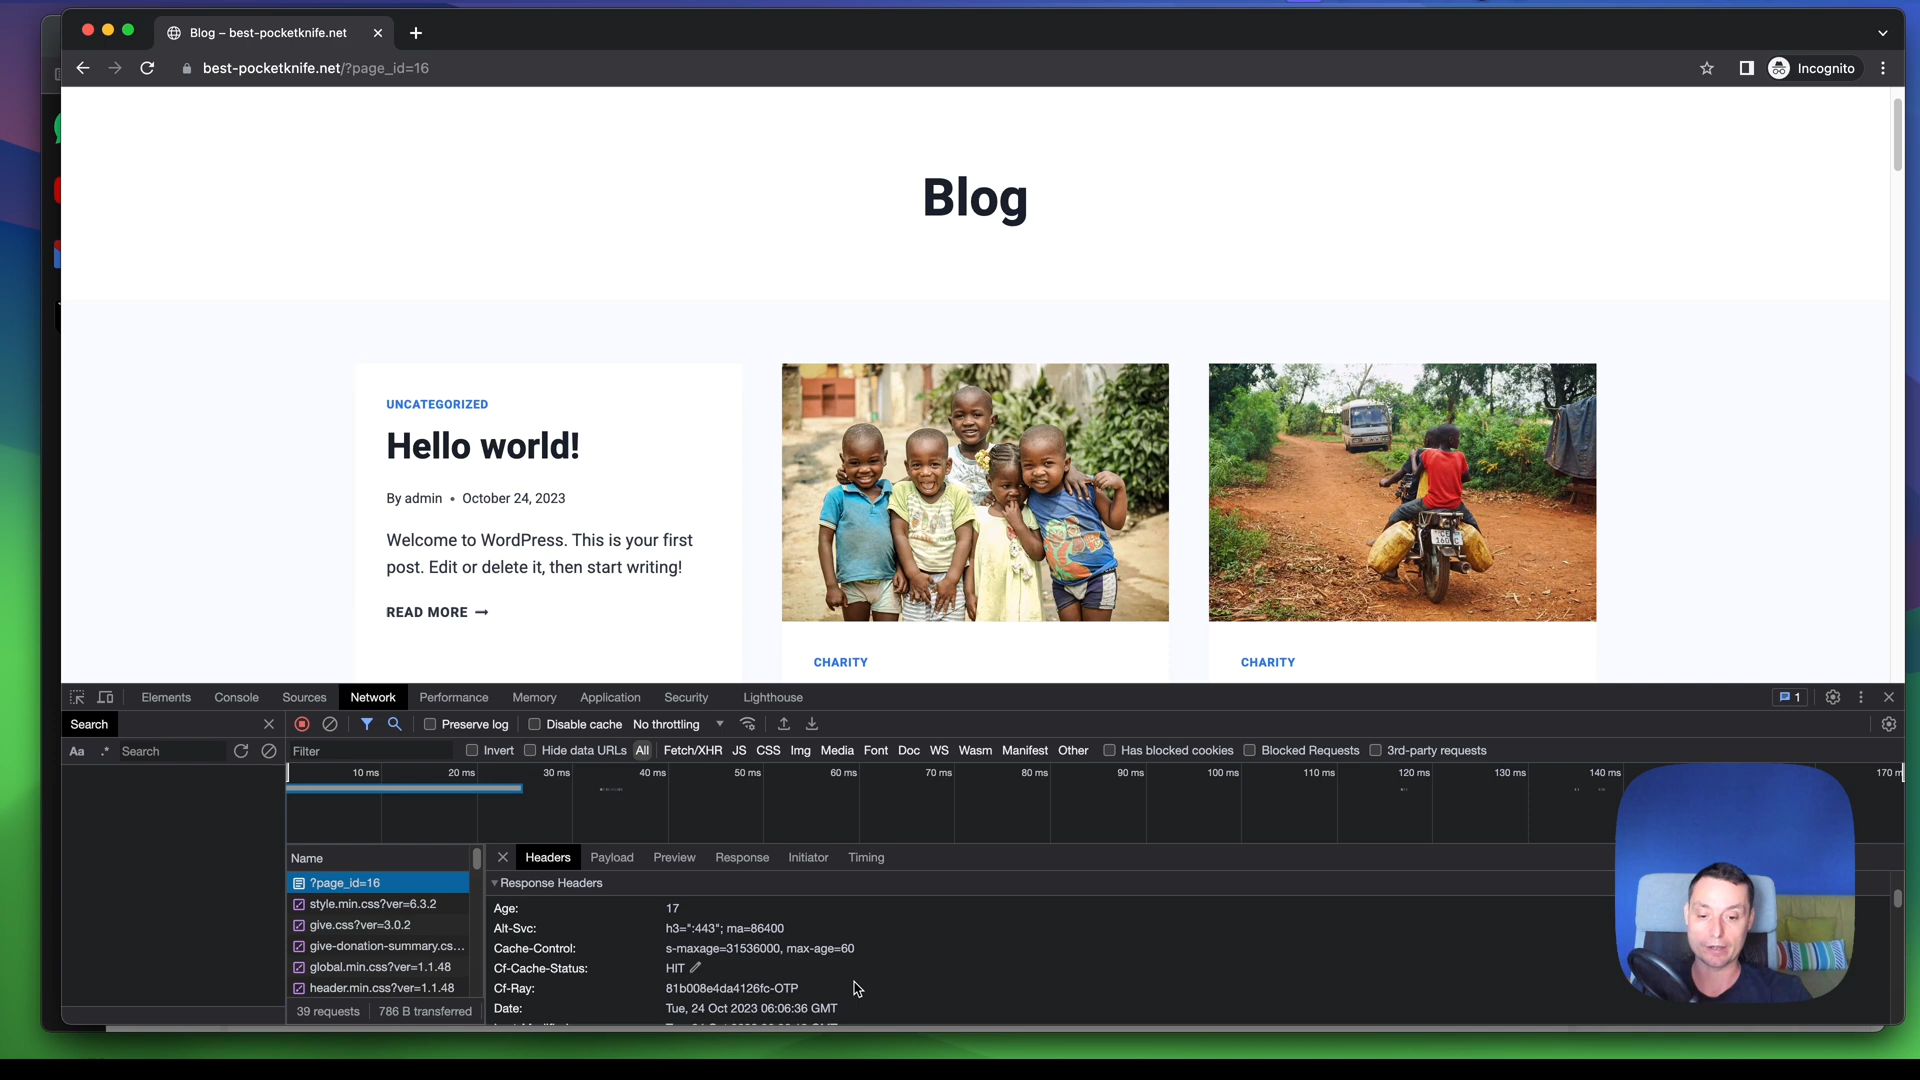 Blog – best-pocketknife.net
best-pocketknife.net/?page_id=16
Incognito
Blog
UNCATEGORIZED
Hello world!
By admin • October 24, 2023
Welcome to WordPress. This is your first
post. Edit or delete it, then start writing!
READ MORE →
CHARITY
CHARITY
Elements Console Sources Network Performance Memory Application Security Lighthouse 1
Search
Preserve log Disable cache No throttling
Aa .* Search
Filter Invert Hide data URLs All Fetch/XHR JS CSS Img Media Font Doc WS Wasm Manifest Other Has blocked cookies Blocked Requests 3rd-party requests
10 ms 20 ms 30 ms 40 ms 50 ms 60 ms 70 ms 80 ms 90 ms 100 ms 110 ms 120 ms 130 ms 140 ms 170 m
Name
?page_id=16
style.min.css?ver=6.3.2
give.css?ver=3.0.2
give-donation-summary.cs...
global.min.css?ver=1.1.48
header.min.css?ver=1.1.48
39 requests 786 B transferred
Headers Payload Preview Response Initiator Timing
Response Headers
Age: 17
Alt-Svc: h3=":443"; ma=86400
Cache-Control: s-maxage=31536000, max-age=60
Cf-Cache-Status: HIT
Cf-Ray: 81b008e4da4126fc-OTP
Date: Tue, 24 Oct 2023 06:06:36 GMT